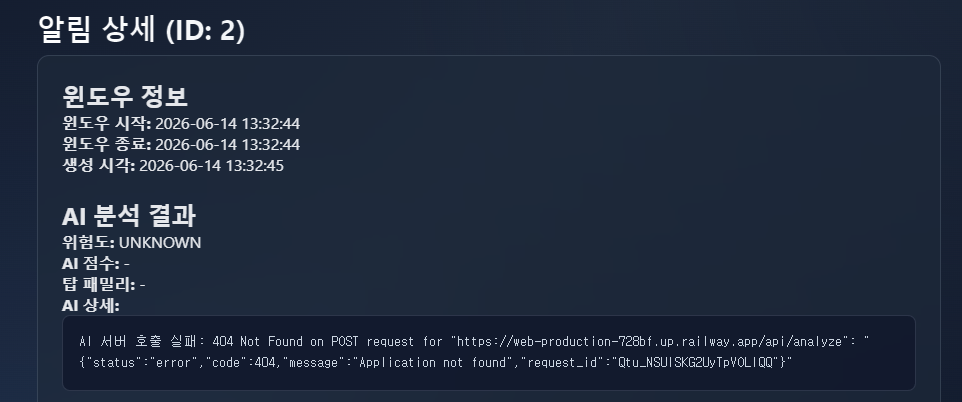 알림 상세 (ID: 2)
윈도우 정보
윈도우 시작: 2026-06-14 13:32:44
윈도우 종료: 2026-06-14 13:32:44
생성 시각: 2026-06-14 13:32:45
AI 분석 결과
위험도: UNKNOWN
AI 점수: -
탑 패밀리: -
AI 상세:
AI 서버 호출 실패: 404 Not Found on POST request for "https://web-production-728bf.up.railway.app/api/analyze": "
{"status":"error","code":404,"message":"Application not found","request_id":"Qtu_NSUISKG2UyTpVOLIQQ"}"